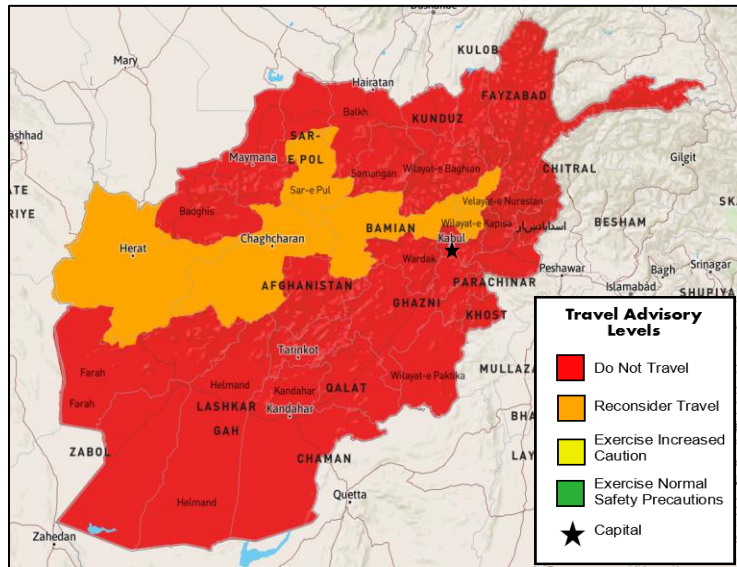 Dushanbe
KULOB
Mary
Hairatan
FAYZABAD
Balkh
KUNDUZ
ashhad
SAR-
E POL
Maymana
Gilgit
CHITRAL
Samangan
Wilayat-e Baghlan
ATE
RIYE
Sar-e Pul
Velayat-e Nurestan
SKA
Badghis
BESHAM
BAMIAN
Wilayat-e Kapisa
Herat
Chaghcharan
Kabul
Wardak
Peshawar
Bagh
Srinagar
AFGHANISTAN
PARACHINAR
Islamabad
SHUPIYA
GHAZNI
KHOST
Tarinkot
Farah
Helmand
Kandahar
QALAT
Wilayat-e Paktika
MULLAZA
Farah
LASHKAR
GAH
Kandahar
BHA
ZABOL
CHAMAN
LAY
Helmand
Quetta
Zahedan
Travel Advisory
Levels
Do Not Travel
Reconsider Travel
Exercise Increased
Caution
Exercise Normal
Safety Precautions
Capital